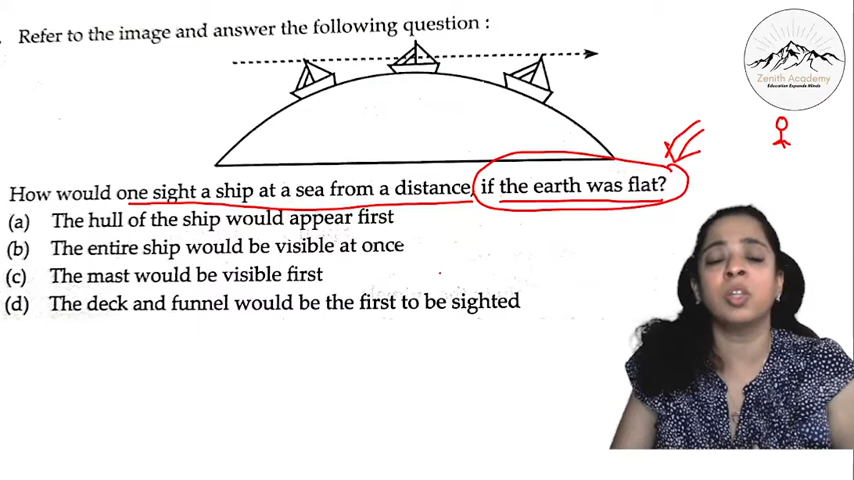 Refer to the image and answer the following question :
Zenith Academy
Education Expands Minds
How would one sight a ship at a sea from a distance, if the earth was flat?
(a) The hull of the ship would appear first
(b) The entire ship would be visible at once
(c) The mast would be visible first
(d) The deck and funnel would be the first to be sighted